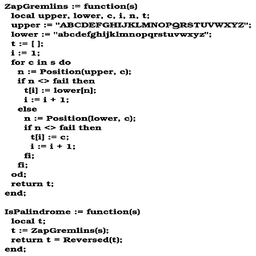 ZapGremlins := function(s)
local upper, lower, c, i, n, t;
upper := "ABCDEFGHIJKLMNOPQRSTUVWXYZ";
lower := "abcdefghijklmnopqrstuvwxyz";
t := [ ];
i := 1;
for c in s do
n := Position(upper, c);
if n <> fail then
t[i] := lower[n];
i := i + 1;
else
n := Position(lower, c);
if n <> fail then
t[i] := c;
i := i + 1;
fi;
fi;
od;
return t;
end;
IsPalindrome := function(s)
local t;
t := ZapGremlins(s);
return t = Reversed(t);
end;